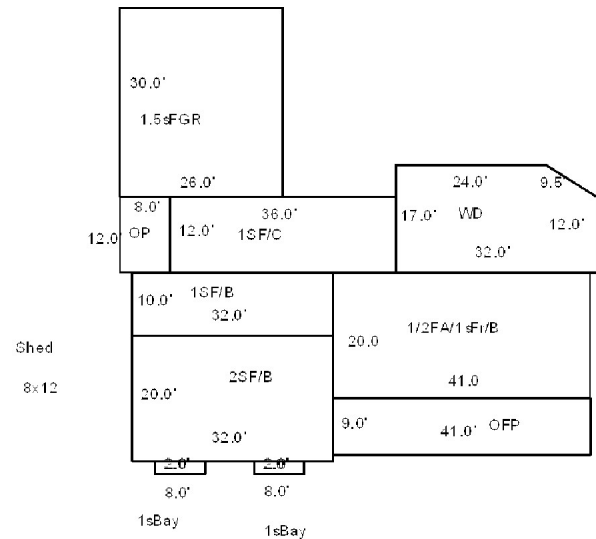 30.0'
1.5sFGR
26.0'
24.0' 9.5'
8.0'
36.0'
17.0' WD
12.0'
12.0' OP 12.0' 1SF/C
32.0'
10.0' 1SF/B
32.0'
1/2FA/1sFr/B
20.0
Shed
8x12
2SF/B
20.0'
41.0
9.0' 41.0' OFP
32.0'
2.0' 2.0'
8.0' 8.0'
1sBay
1sBay